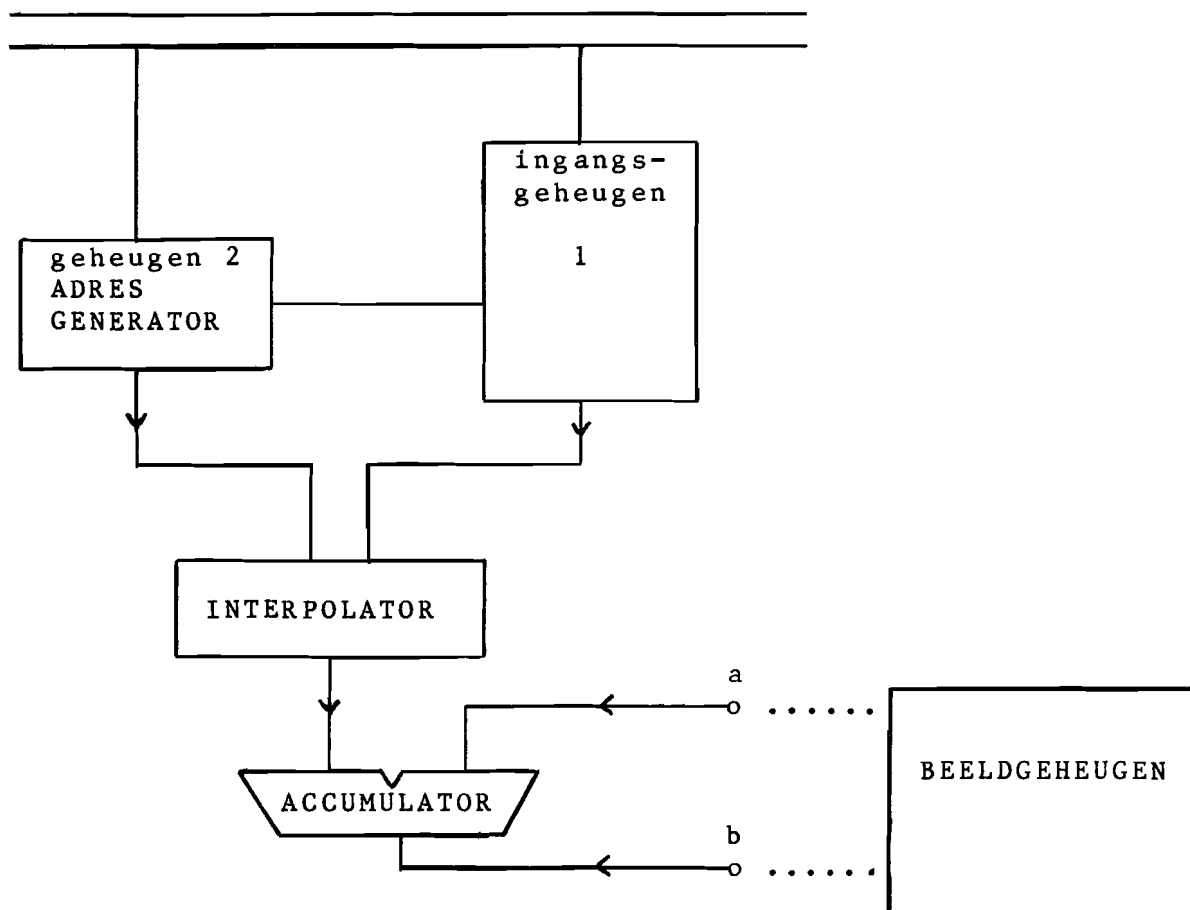 ingangs-
geheugen
1
geheugen 2
ADRES
GENERATOR
INTERPOLATOR
a
BEELDGEHEUGEN
ACCUMULATOR
b